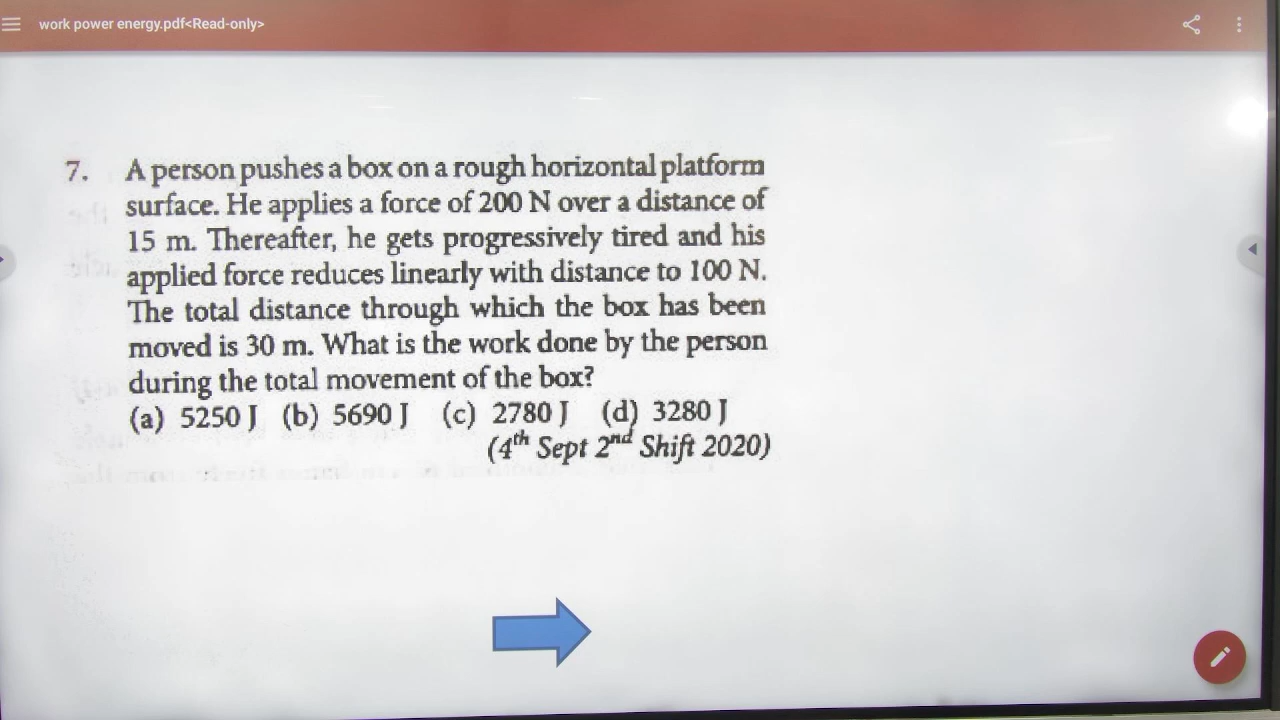 work power energy.pdf<Read-only>
7. A person pushes a box on a rough horizontal platform
surface. He applies a force of 200 N over a distance of
15 m. Thereafter, he gets progressively tired and his
applied force reduces linearly with distance to 100 N.
The total distance through which the box has been
moved is 30 m. What is the work done by the person
during the total movement of the box?
(a) 5250 J (b) 5690 J (c) 2780 J (d) 3280 J
(4th Sept 2nd Shift 2020)